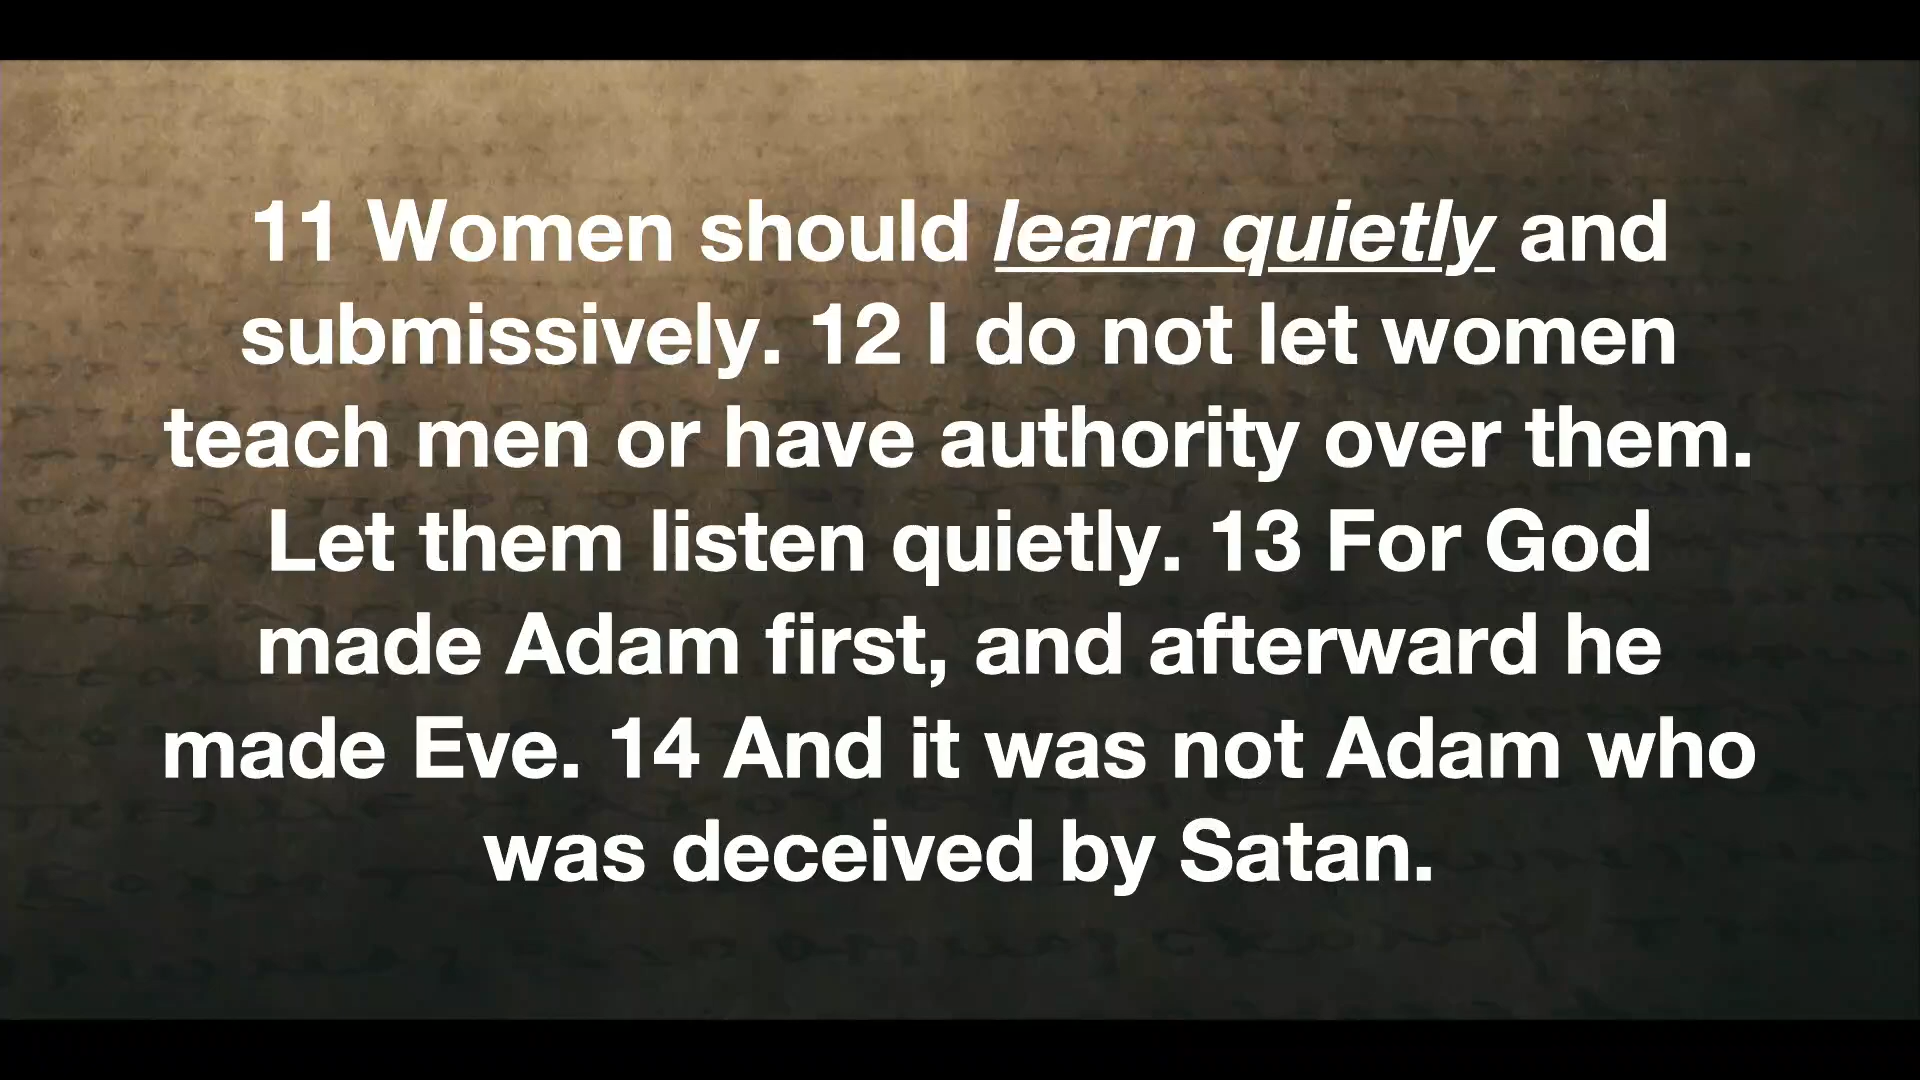 11 Women should learn quietly and
submissively. 12 I do not let women
teach men or have authority over them.
Let them listen quietly. 13 For God
made Adam first, and afterward he
made Eve. 14 And it was not Adam who
was deceived by Satan.